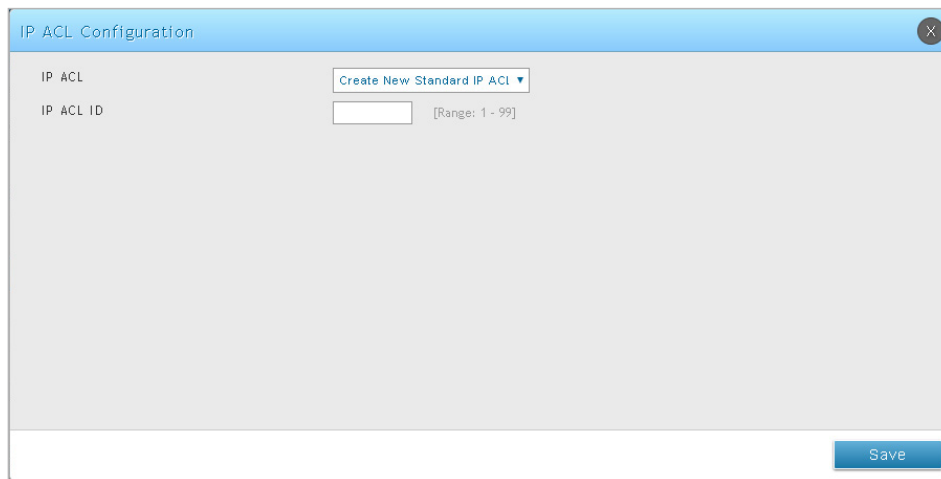 IP ACL Configuration
X
IP ACL
Create New Standard IP ACL
IP ACL ID
[Range: 1 - 99]
Save